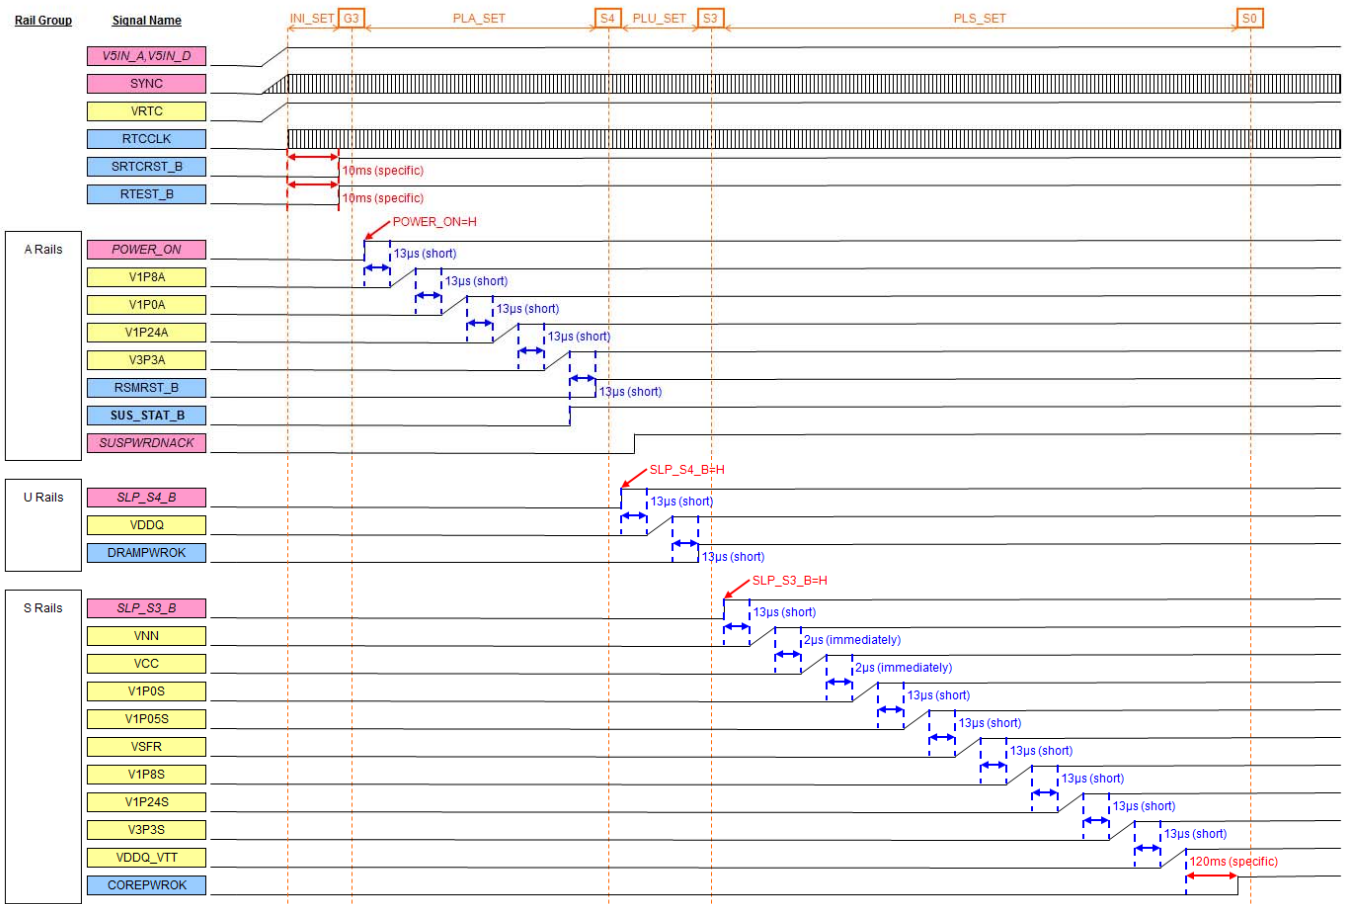 Rail Group Signal Name INI_SET G3 PLA_SET S4 PLU_SET S3 PLS_SET S0
V5IN_A,V5IN_D
SYNC
VRTC
RTCCLK
SRTCRST_B 10ms (specific)
RTEST_B 10ms (specific)
POWER_ON=H
A Rails POWER_ON 13µs (short)
V1P8A 13µs (short)
V1P0A 13µs (short)
V1P24A 13µs (short)
V3P3A
RSMRST_B 13µs (short)
SUS_STAT_B
SUSPWRDNACK
SLP_S4_B=H
U Rails SLP_S4_B 13µs (short)
VDDQ
DRAMPWROK 13µs (short)
SLP_S3_B=H
S Rails SLP_S3_B 13µs (short)
VNN 2µs (immediately)
VCC 2µs (immediately)
V1P0S 13µs (short)
V1P05S 13µs (short)
VSFR 13µs (short)
V1P8S 13µs (short)
V1P24S 13µs (short)
V3P3S 13µs (short)
VDDQ_VTT 120ms (specific)
COREPWROK